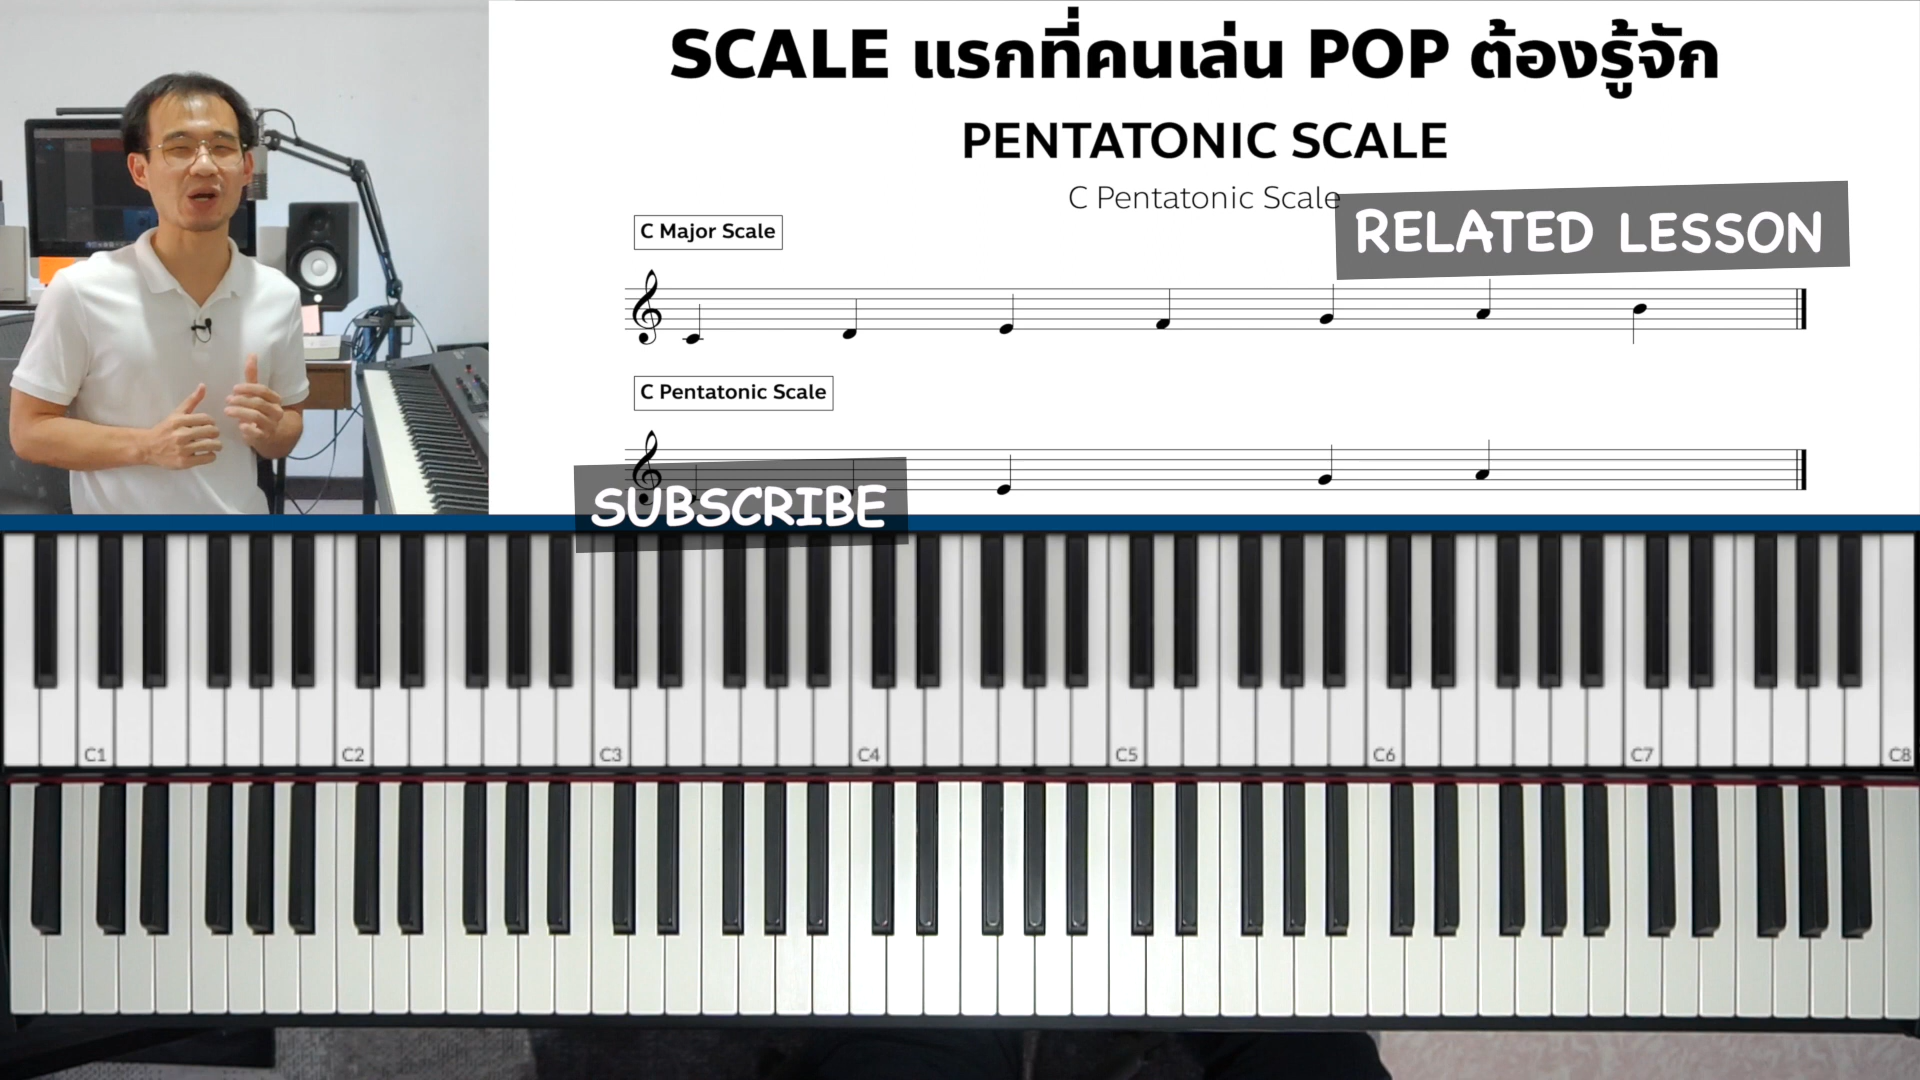 SCALE แรกที่คนเล่น POP ต้องรู้จัก
PENTATONIC SCALE
C Pentatonic Scale
RELATED LESSON
C Major Scale
C Pentatonic Scale
SUBSCRIBE
C1 C2 C3 C4 C5 C6 C7 C8